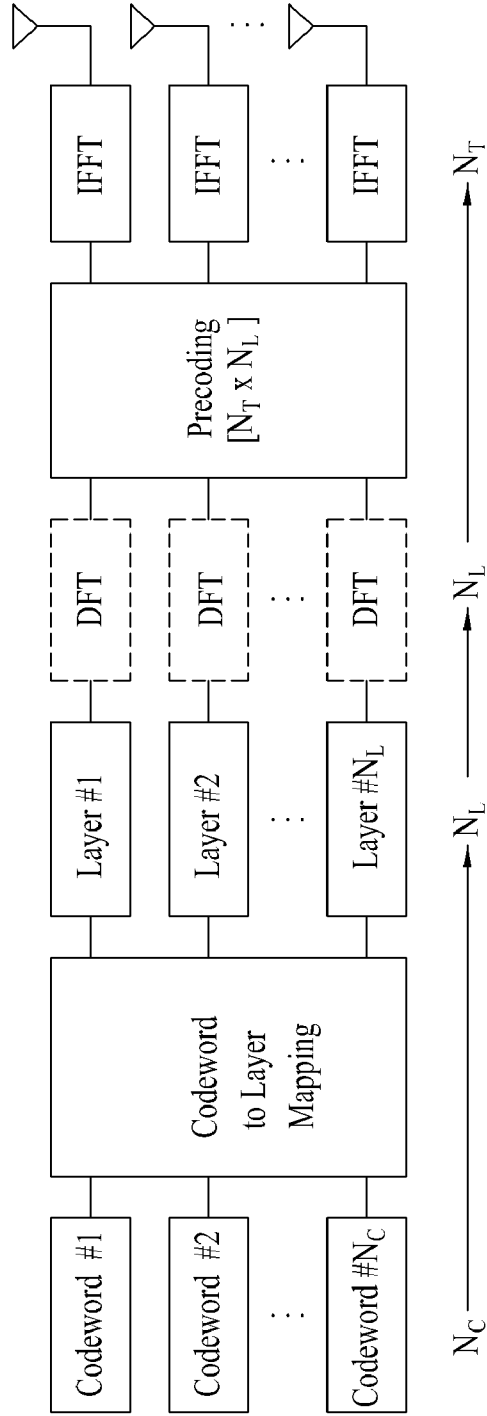 Codeword #1
Codeword #2
⋮
Codeword #N_C
Codeword
to Layer
Mapping
Layer #1
Layer #2
⋮
Layer #N_L
DFT
DFT
⋮
DFT
Precoding
[N_T x N_L]
IFFT
IFFT
⋮
IFFT
⋮
N_C
N_L
N_L
N_T